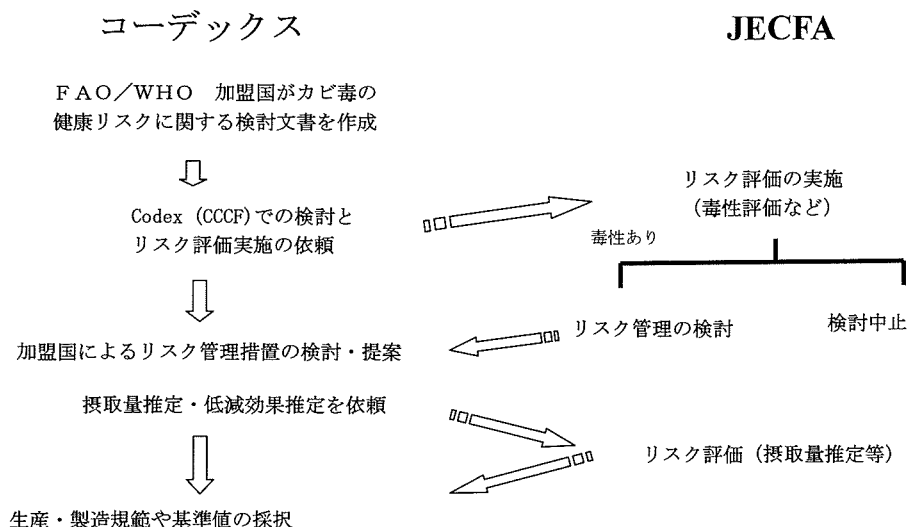 コーデックス
JECFA
ＦＡＯ／WHO　加盟国がカビ毒の
健康リスクに関する検討文書を作成
Codex (CCCF)での検討と
リスク評価実施の依頼
リスク評価の実施
（毒性評価など）
毒性あり
リスク管理の検討
検討中止
加盟国によるリスク管理措置の検討・提案
摂取量推定・低減効果推定を依頼
リスク評価（摂取量推定等）
生産・製造規範や基準値の採択